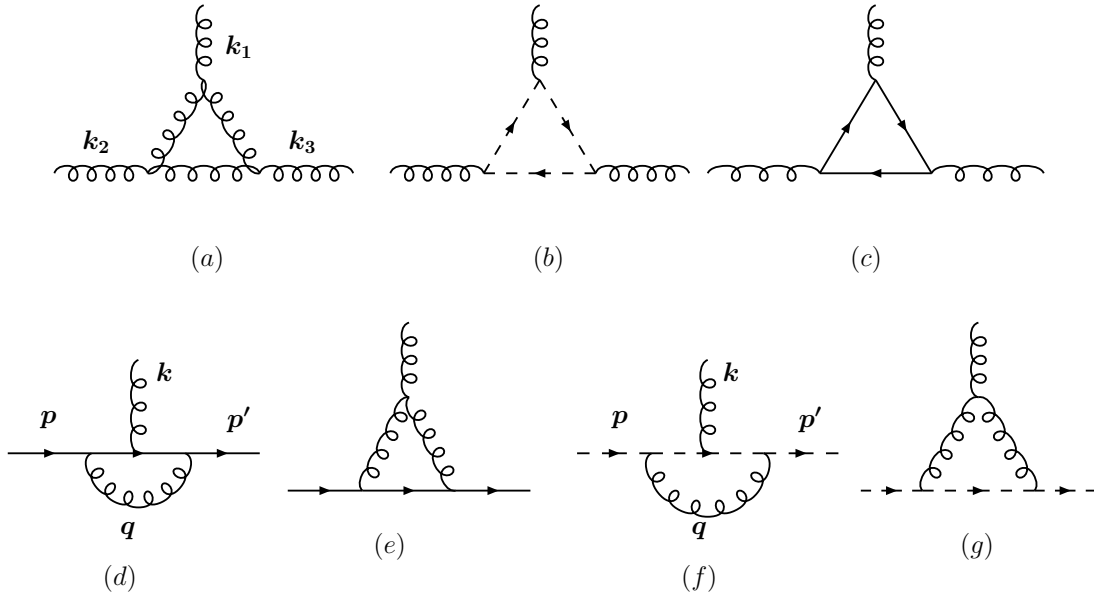 k₁
k₂ k₃
(a) (b) (c)
k k
p p′ p p′
q q
(e) (g)
(d) (f)